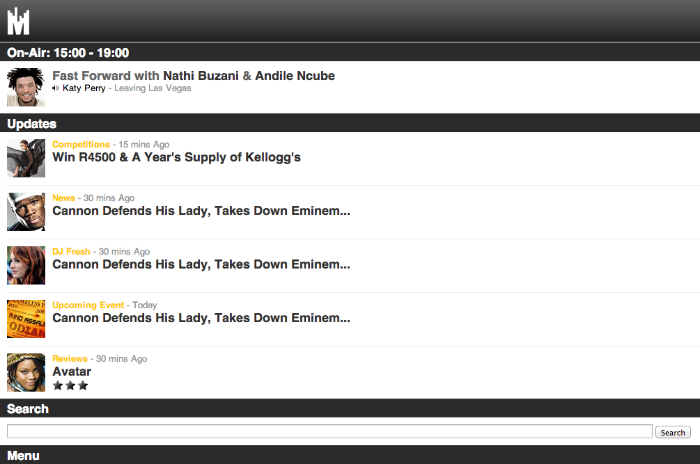 M
On-Air: 15:00 - 19:00
Fast Forward with Nathi Buzani & Andile Ncube
Katy Perry - Leaving Las Vegas
Updates
Competitions - 15 mins Ago
Win R4500 & A Year's Supply of Kellogg's
News - 30 mins Ago
Cannon Defends His Lady, Takes Down Eminem...
DJ Fresh - 30 mins Ago
Cannon Defends His Lady, Takes Down Eminem...
Upcoming Event - Today
Cannon Defends His Lady, Takes Down Eminem...
Reviews - 30 mins Ago
Avatar
Search
Search
Menu